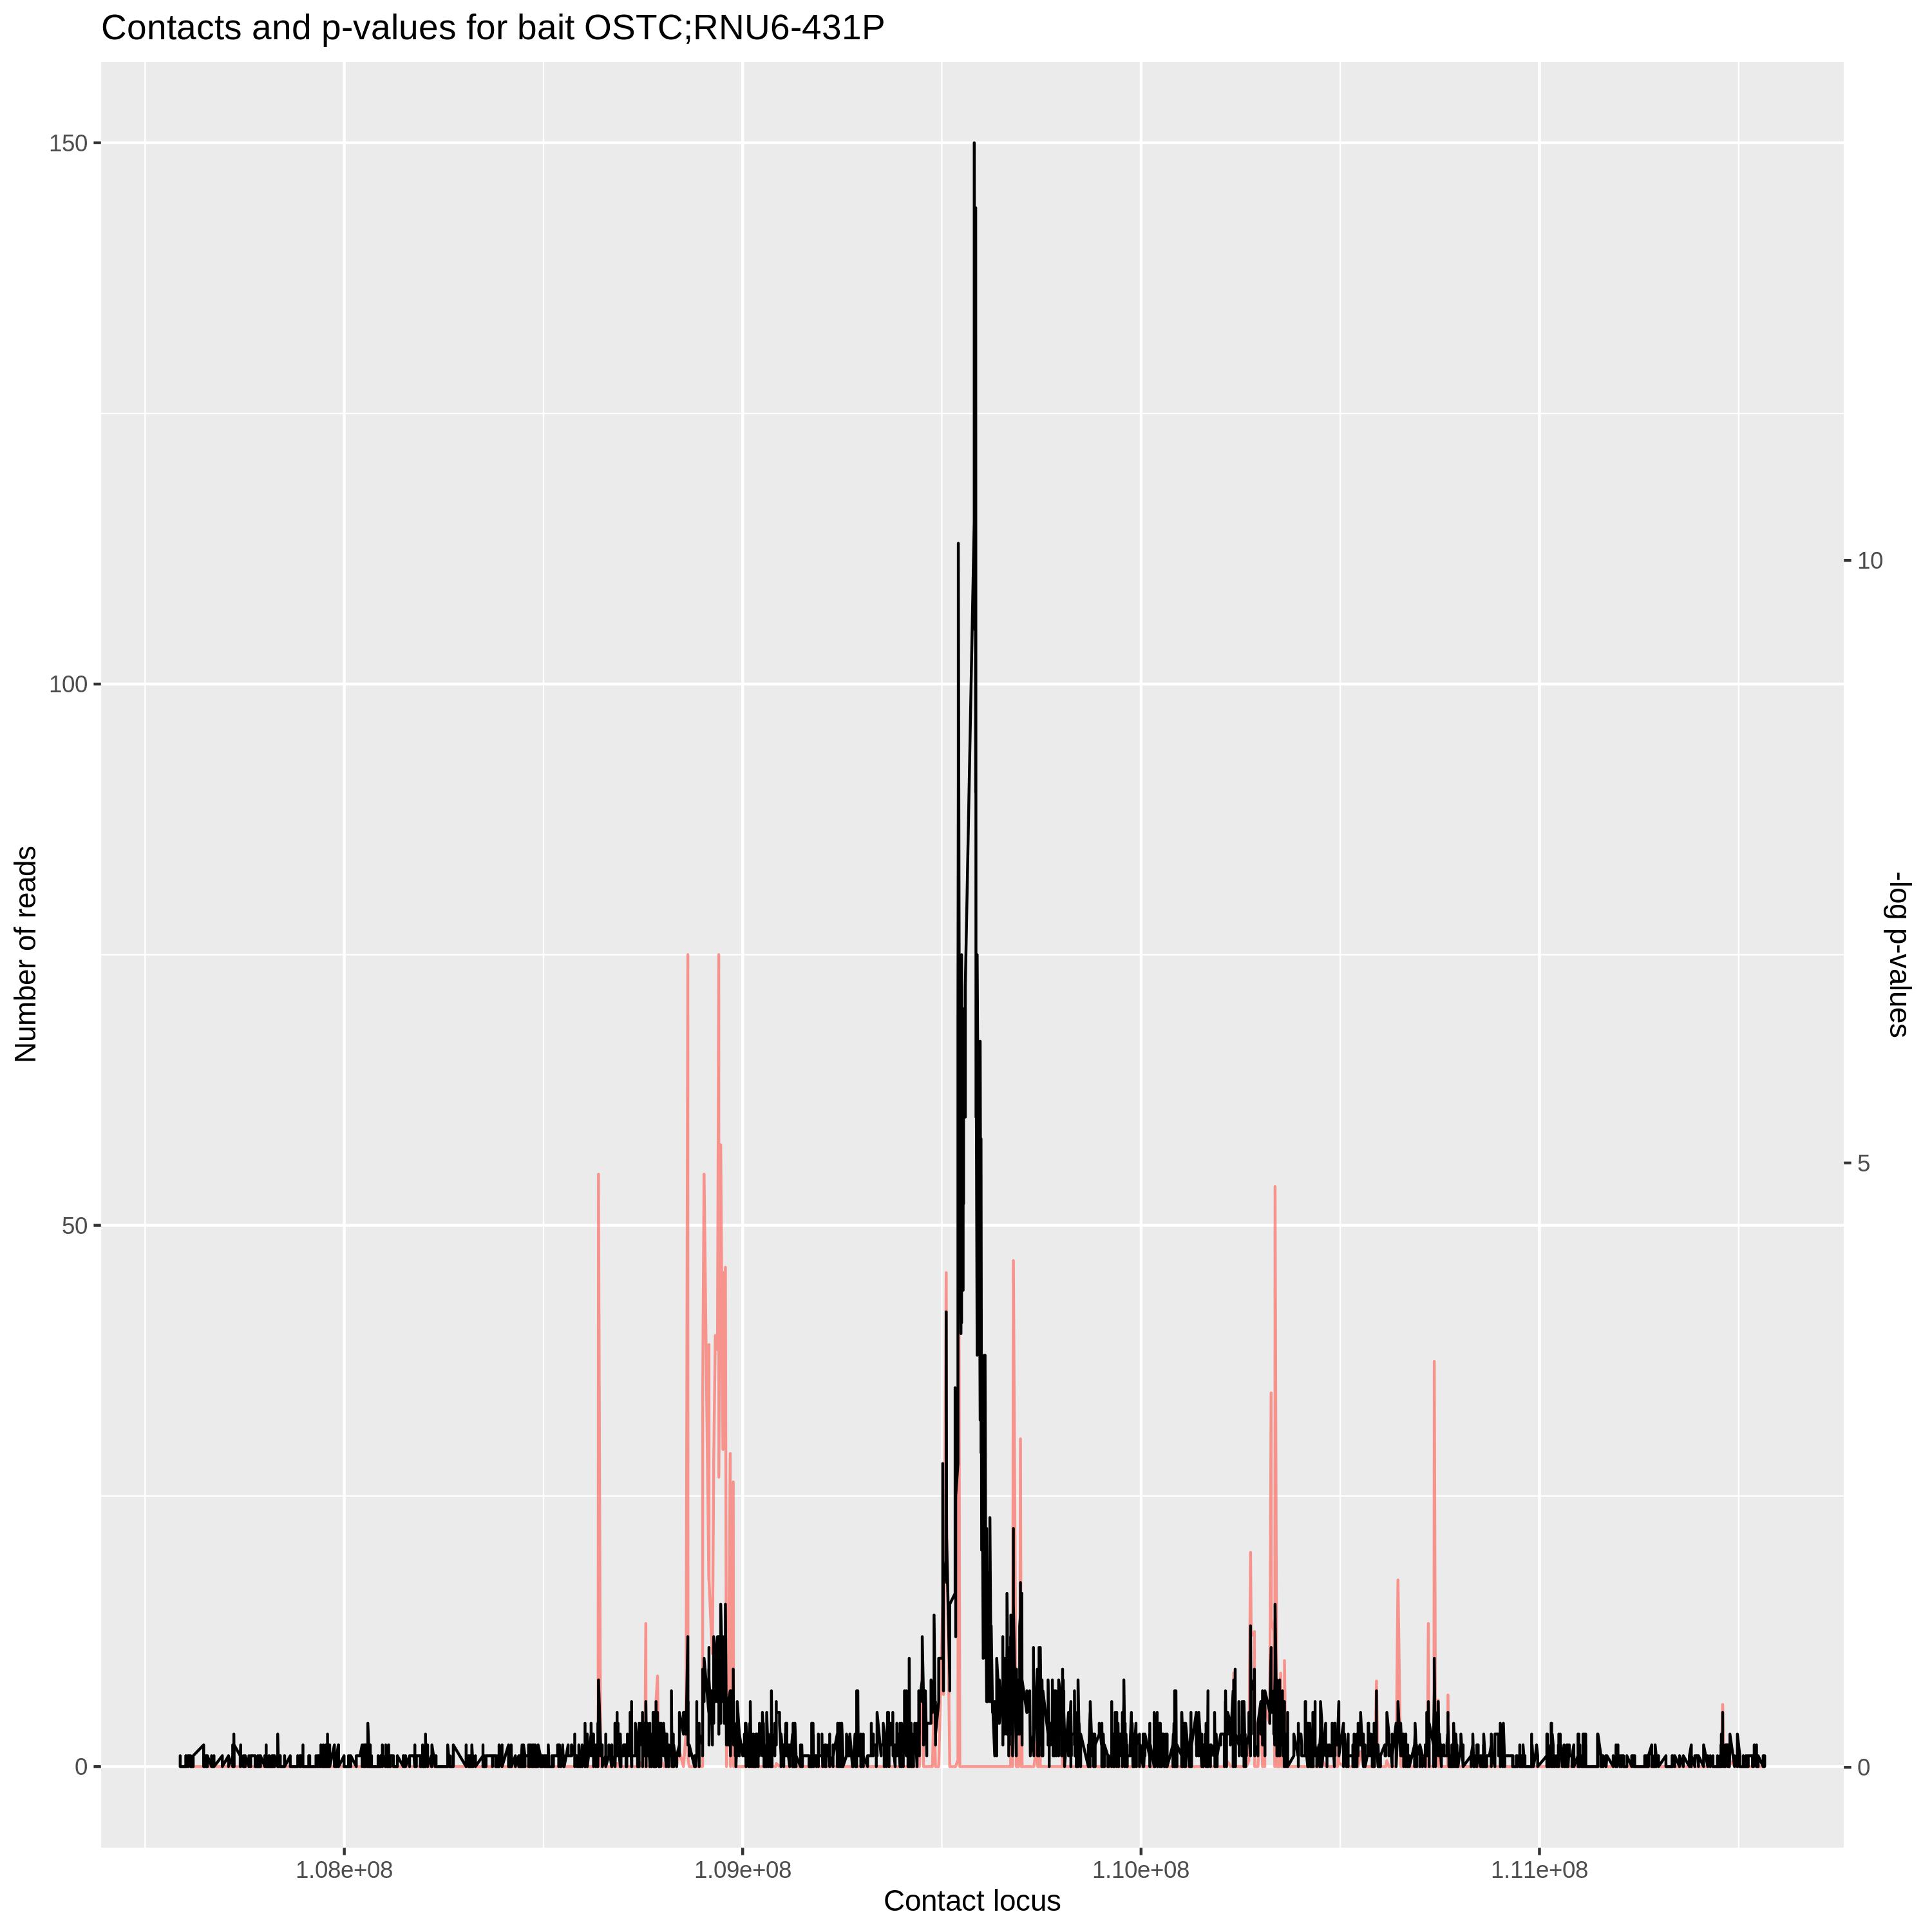 Contacts and p-values for bait OSTC;RNU6-431P
150
100
50
0
Number of reads
10
5
0
-log p-values
1.08e+08
1.09e+08
1.10e+08
1.11e+08
Contact locus